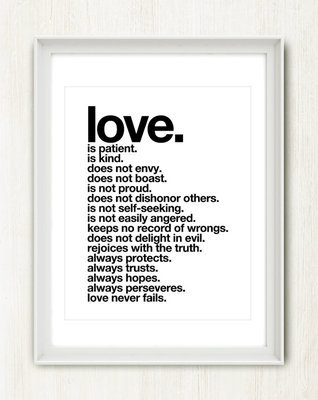 love.
is patient.
is kind.
does not envy.
does not boast.
is not proud.
does not dishonor others.
is not self-seeking.
is not easily angered.
keeps no record of wrongs.
does not delight in evil.
rejoices with the truth.
always protects.
always trusts.
always hopes.
always perseveres.
love never fails.